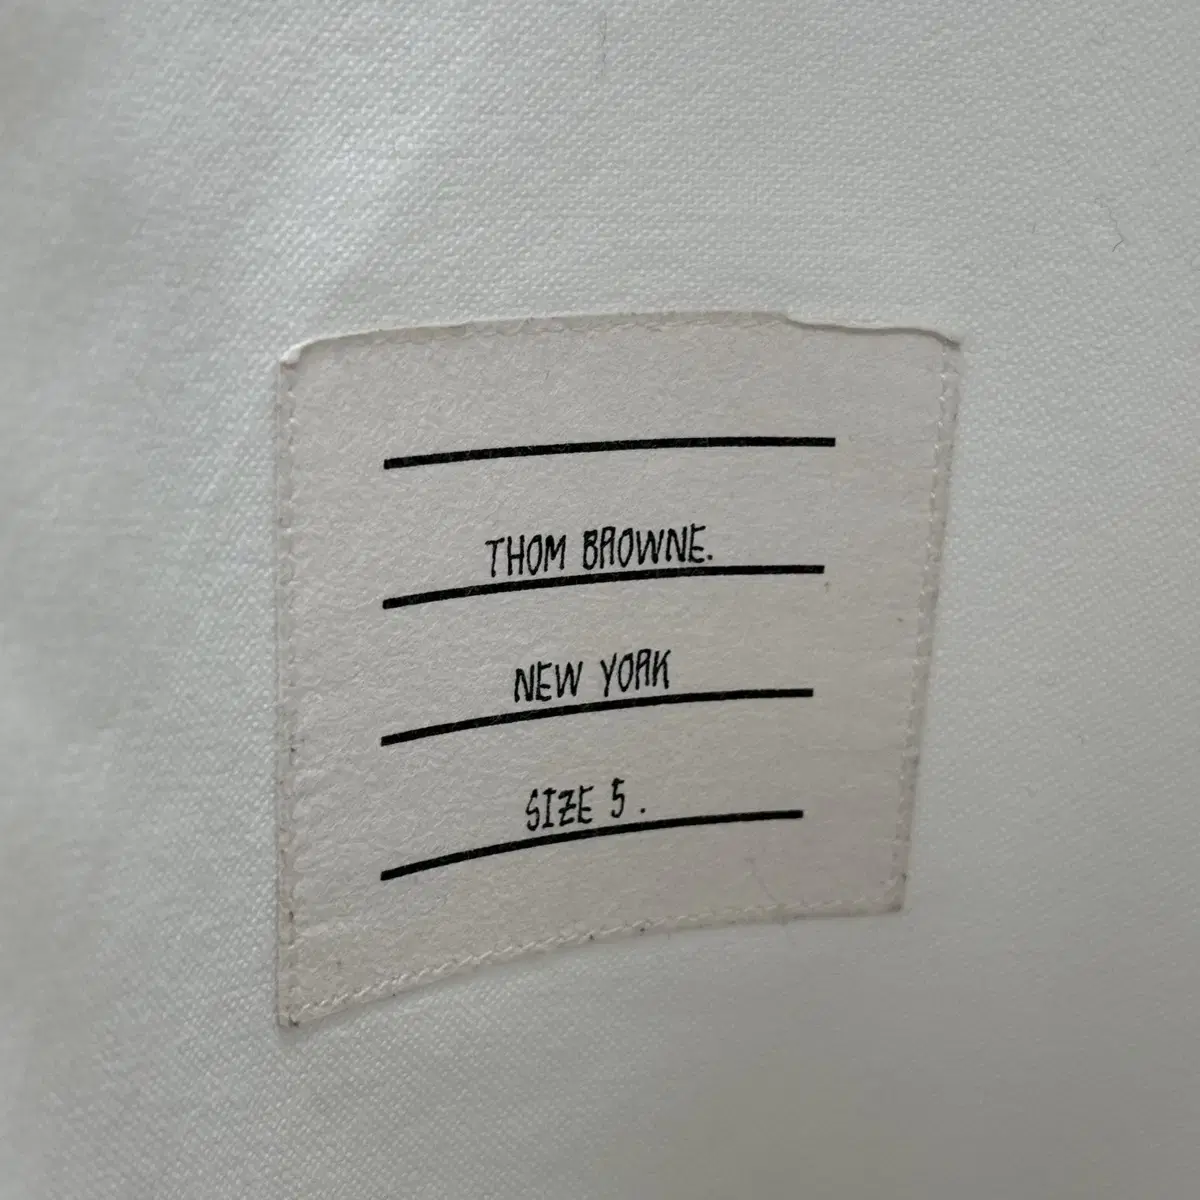 THOM BROWNE.
NEW YORK
SIZE 5.